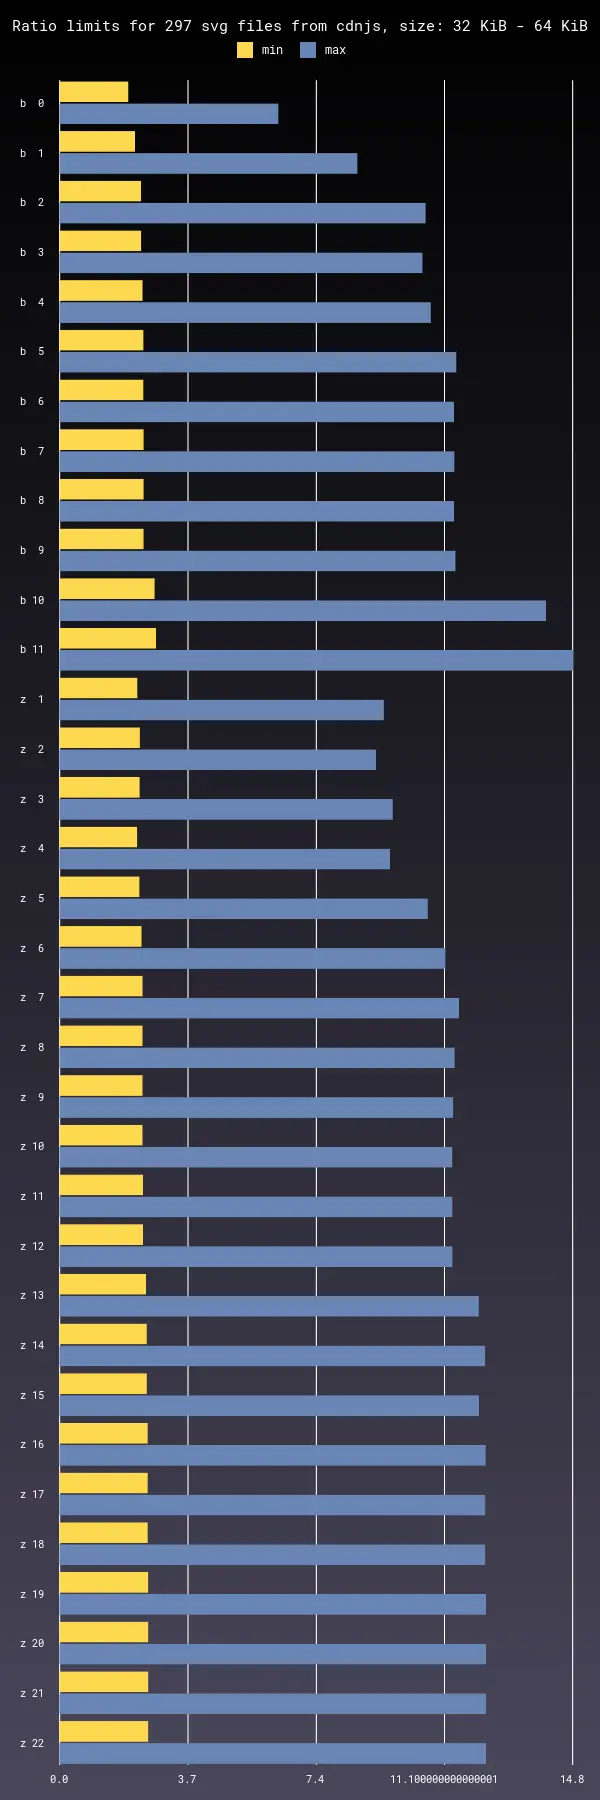 Ratio limits for 297 svg files from cdnjs, size: 32 KiB - 64 KiB
min max
b 0
b 1
b 2
b 3
b 4
b 5
b 6
b 7
b 8
b 9
b 10
b 11
z 1
z 2
z 3
z 4
z 5
z 6
z 7
z 8
z 9
z 10
z 11
z 12
z 13
z 14
z 15
z 16
z 17
z 18
z 19
z 20
z 21
z 22
0.0 3.7 7.4 11.100000000000001 14.8